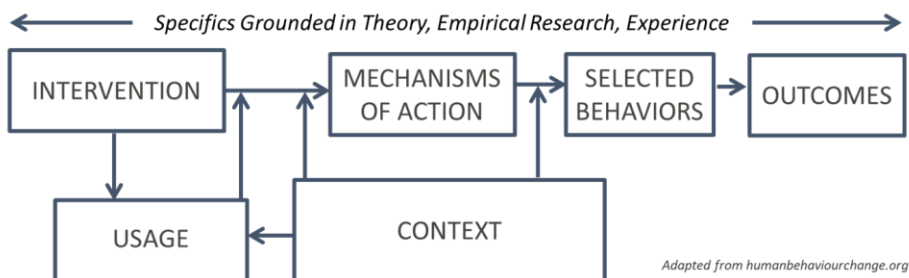 Specifics Grounded in Theory, Empirical Research, Experience
INTERVENTION
MECHANISMS
OF ACTION
SELECTED
BEHAVIORS
OUTCOMES
USAGE
CONTEXT
Adapted from humanbehaviourchange.org